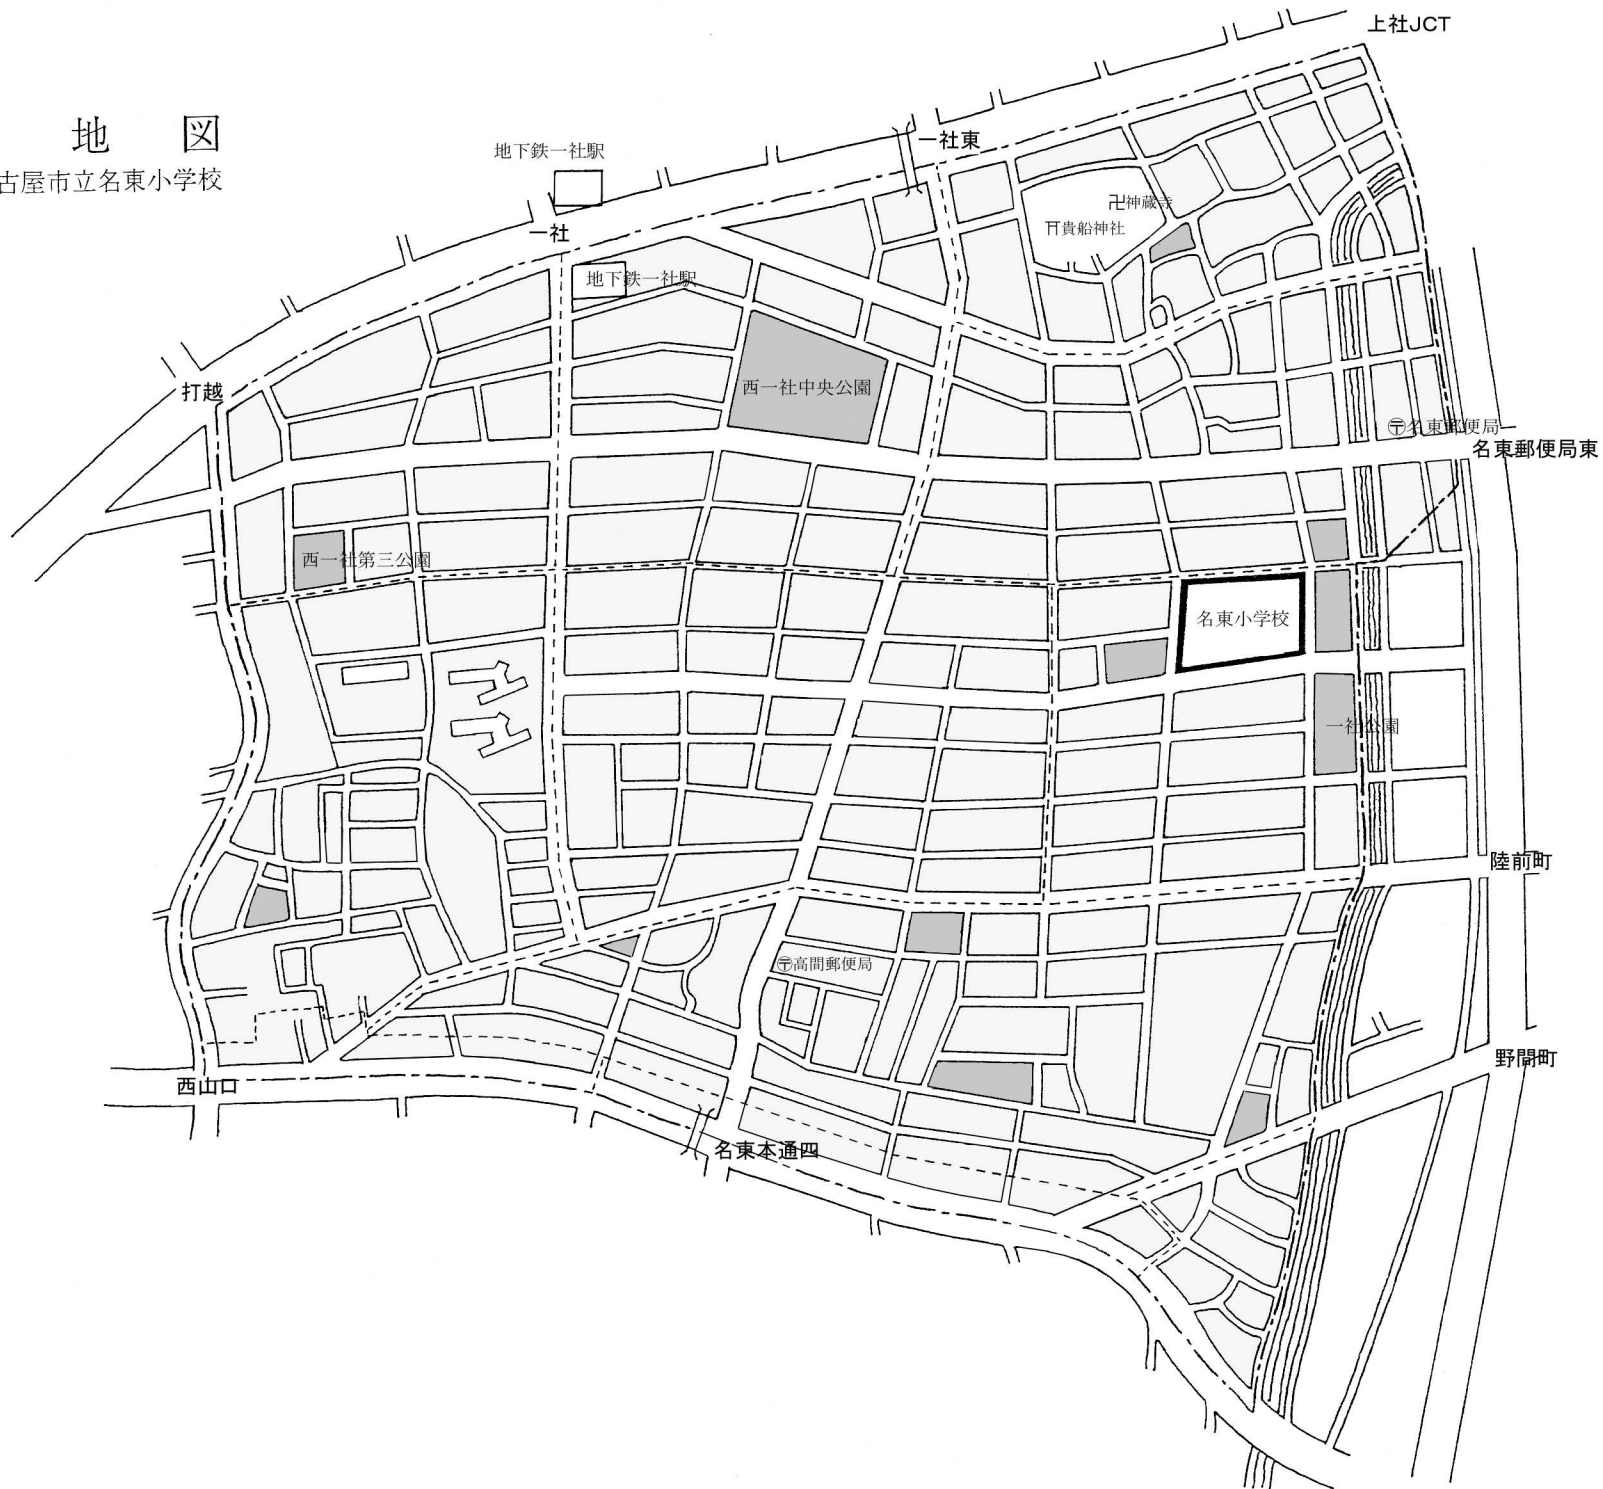 上社JCT
地図
古屋市立名東小学校
一社東
地下鉄一社駅
卍神蔵寺
貴船神社
一社
地下鉄一社駅
打越
西一社中央公園
〒名東郵便局
名東郵便局東
西一社第三公園
名東小学校
一社公園
陸前町
〒高間郵便局
野間町
西山口
名東本通四